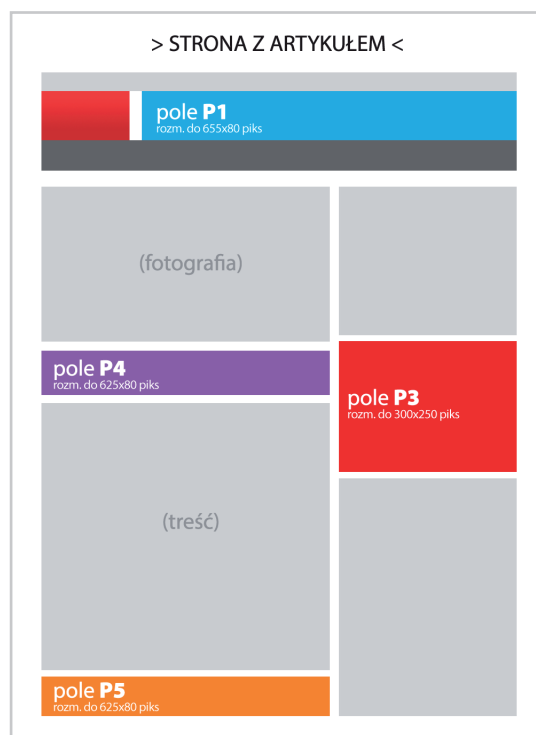 > STRONA Z ARTYKUŁEM <
pole P1
rozm. do 655x80 piks
(fotografia)
pole P4
rozm. do 625x80 piks
pole P3
rozm. do 300x250 piks
(treść)
pole P5
rozm. do 625x80 piks